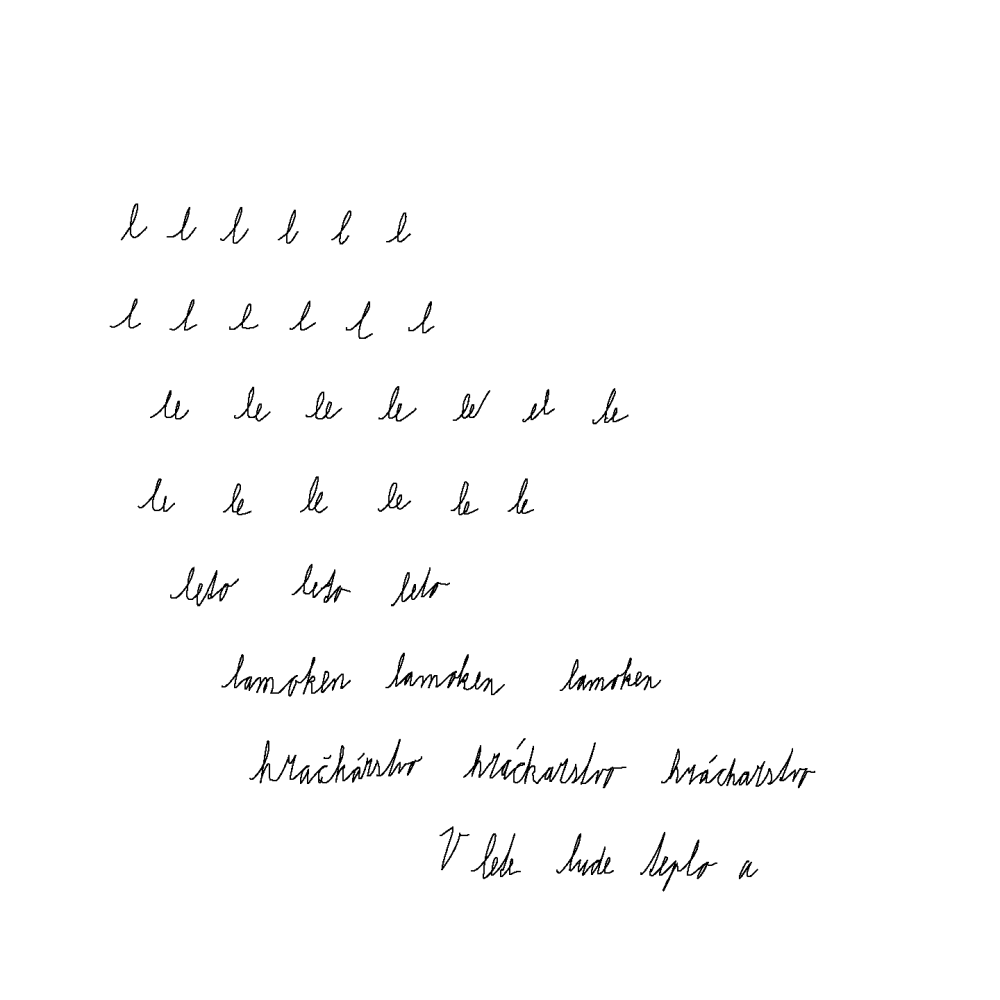 l l l l l l
l l l l l l
le le le le le el le
le le le le le le
leto leto leto
lamoken lamoken lamoken
hračkárstvo hráčkarstvo hráčkarstvo
V lete bude teplo a